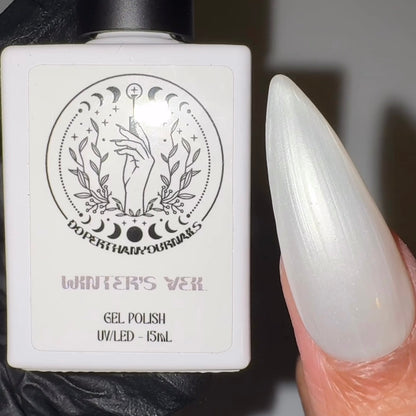 DOPERTHANYOURNAILS
WINTER'S VEIL
GEL POLISH
UV/LED - 15mL